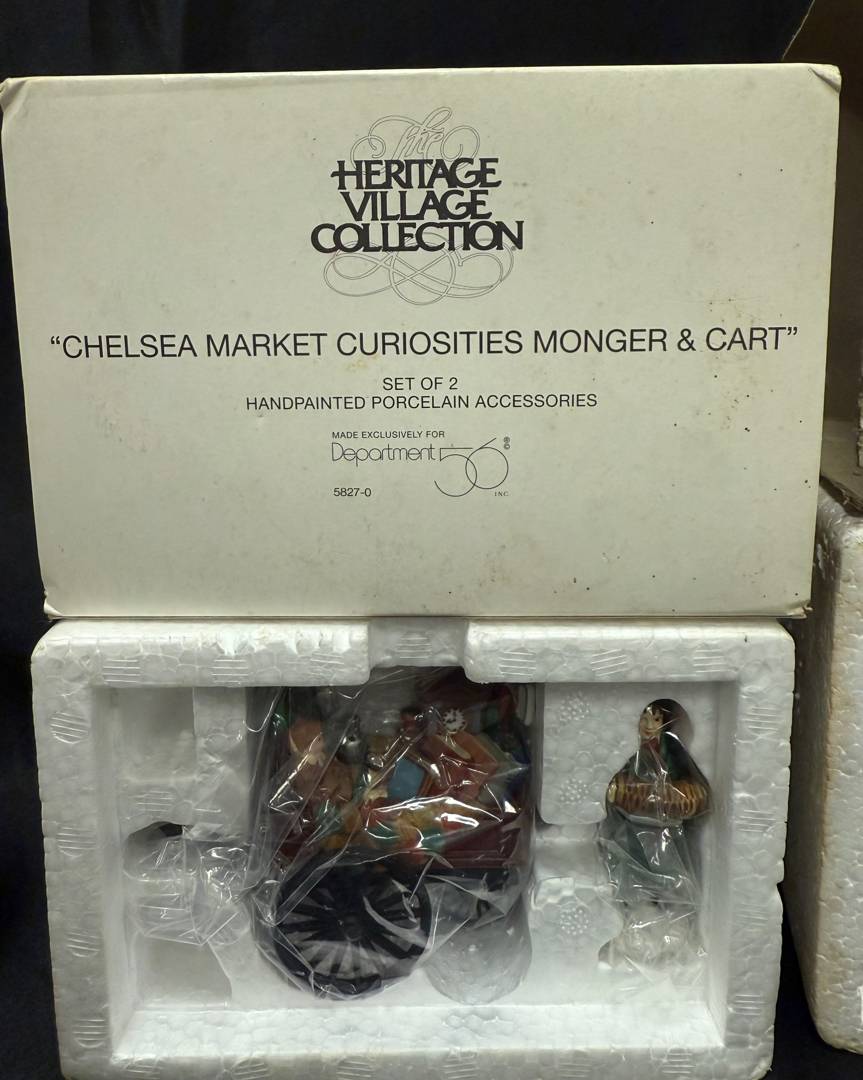 The
HERITAGE
VILLAGE
COLLECTION®
“CHELSEA MARKET CURIOSITIES MONGER & CART”
SET OF 2
HANDPAINTED PORCELAIN ACCESSORIES
MADE EXCLUSIVELY FOR
Department 56 ® ©
5827-0 INC.